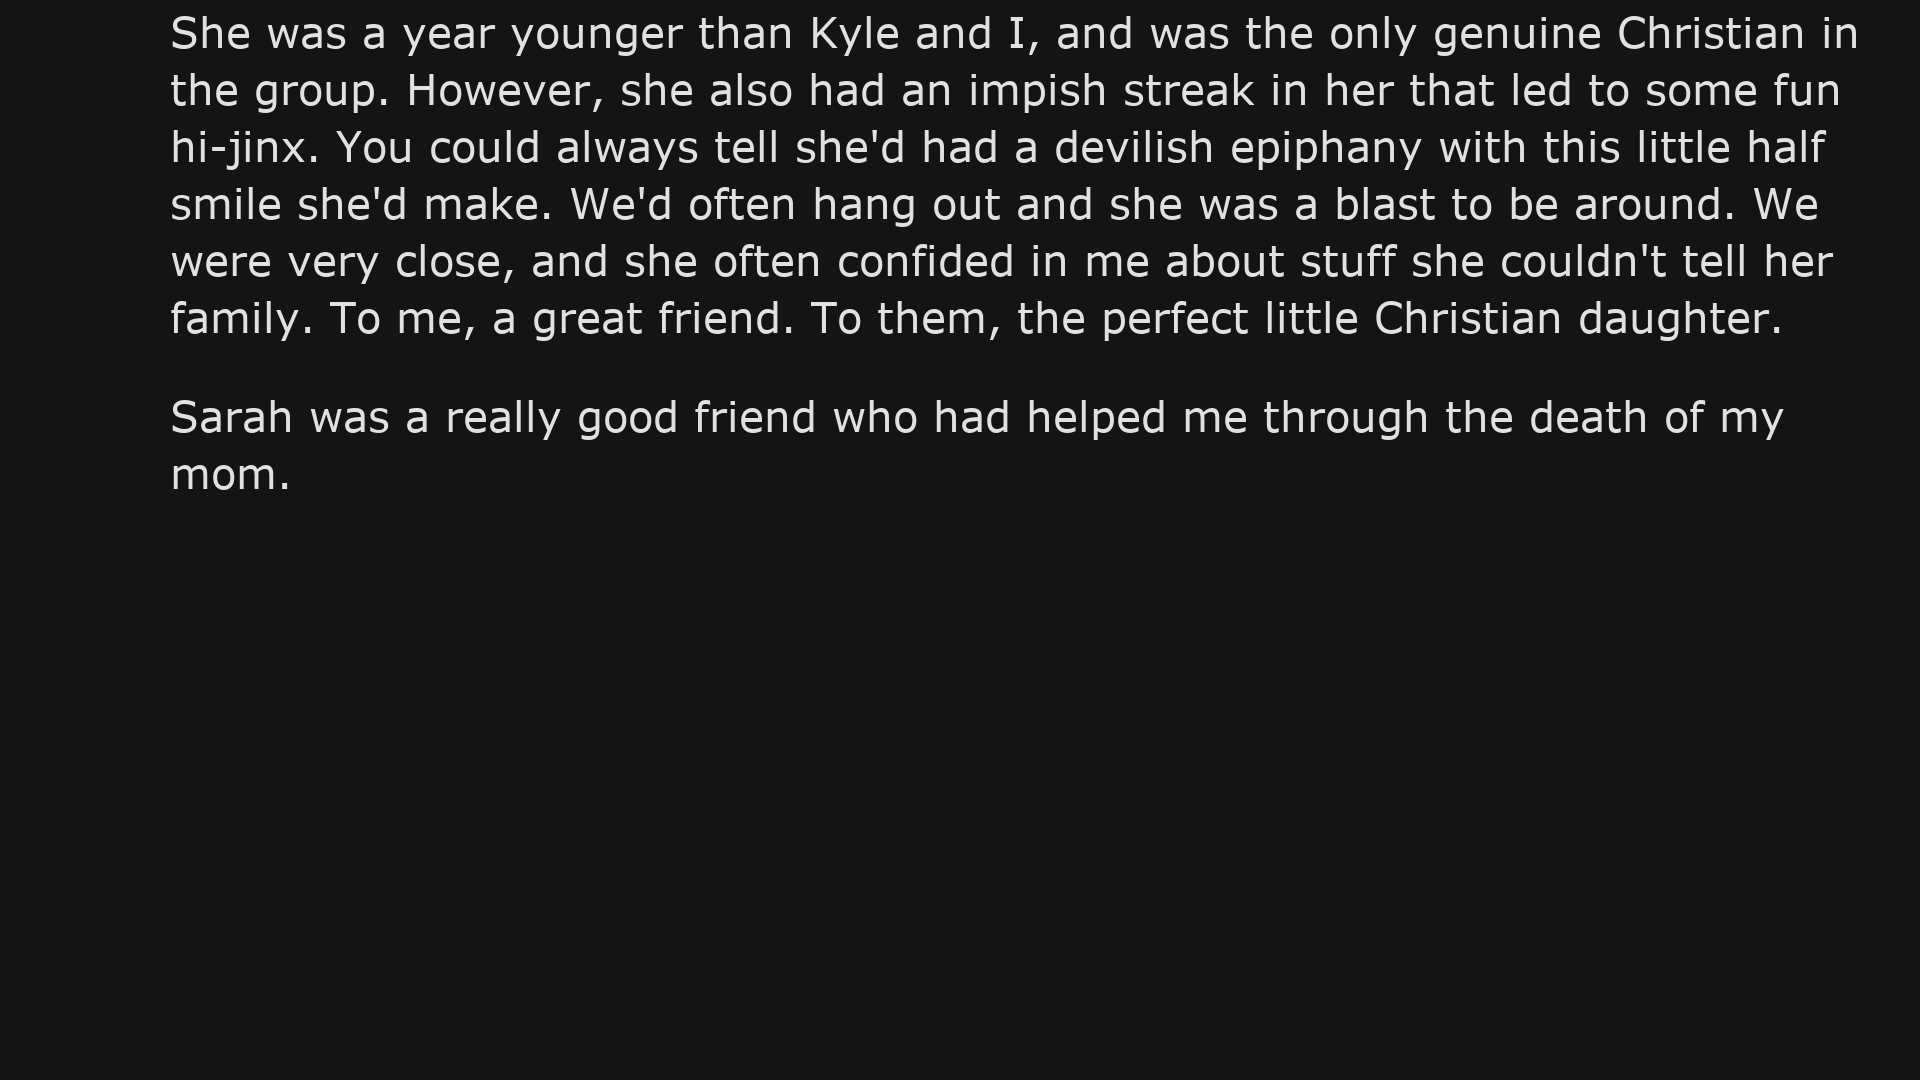 She was a year younger than Kyle and I, and was the only genuine Christian in
the group. However, she also had an impish streak in her that led to some fun
hi-jinx. You could always tell she'd had a devilish epiphany with this little half
smile she'd make. We'd often hang out and she was a blast to be around. We
were very close, and she often confided in me about stuff she couldn't tell her
family. To me, a great friend. To them, the perfect little Christian daughter.
Sarah was a really good friend who had helped me through the death of my
mom.